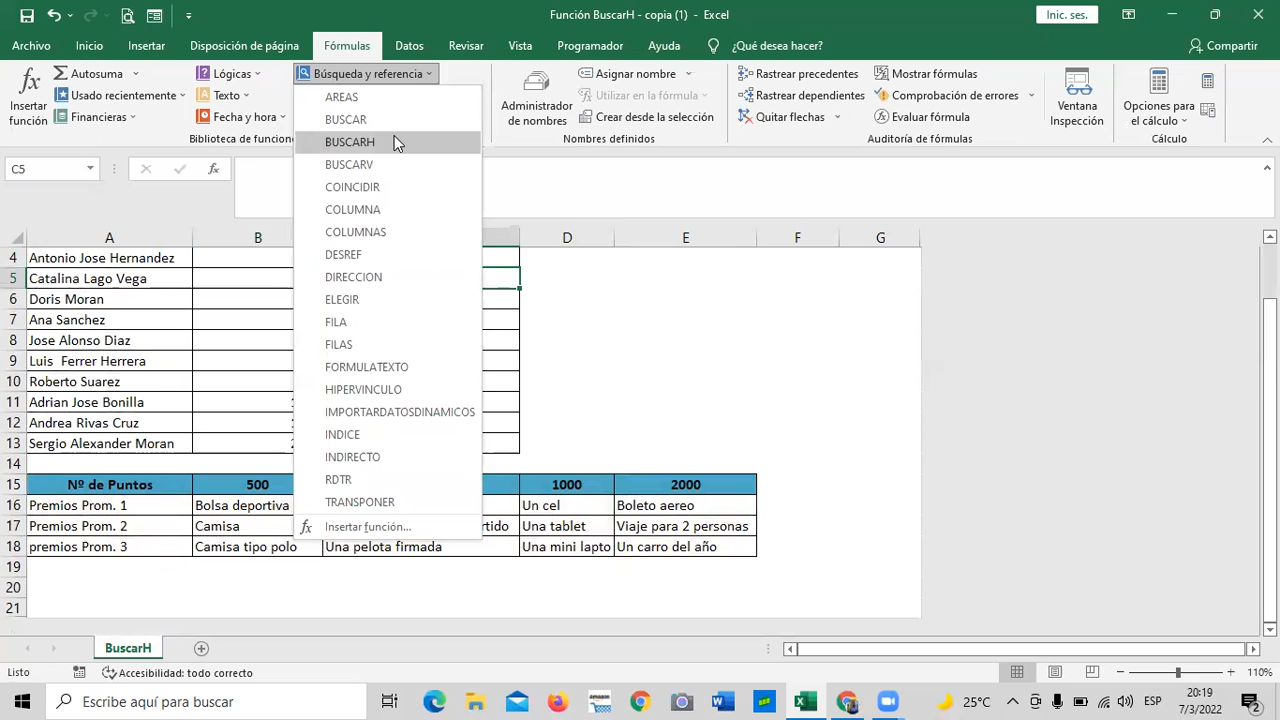 Función BuscarH - copia (1) - Excel
Inic. ses.
Archivo Inicio Insertar Disposición de página Fórmulas Datos Revisar Vista Programador Ayuda ¿Qué desea hacer? Compartir
Insertar función
Autosuma
Usado recientemente
Financieras
Lógicas
Texto
Fecha y hora
Búsqueda y referencia
Biblioteca de funcion
Administrador de nombres
Asignar nombre
Utilizar en la fórmula
Crear desde la selección
Nombres definidos
Rastrear precedentes
Rastrear dependientes
Quitar flechas
Mostrar fórmulas
Comprobación de errores
Evaluar fórmula
Auditoría de fórmulas
Ventana Inspección
Opciones para el cálculo
Cálculo
AREAS
BUSCAR
BUSCARH
BUSCARV
COINCIDIR
COLUMNA
COLUMNAS
DESREF
DIRECCION
ELEGIR
FILA
FILAS
FORMULATEXTO
HIPERVINCULO
IMPORTARDATOSDINAMICOS
INDICE
INDIRECTO
RDTR
TRANSPONER
fx Insertar función...
C5 fx
A B D E F G
4 Antonio Jose Hernandez
5 Catalina Lago Vega
6 Doris Moran
7 Ana Sanchez
8 Jose Alonso Diaz
9 Luis Ferrer Herrera
10 Roberto Suarez
11 Adrian Jose Bonilla 1
12 Andrea Rivas Cruz 1
13 Sergio Alexander Moran 2
14
15 Nº de Puntos 500 1000 2000
16 Premios Prom. 1 Bolsa deportiva Un cel Boleto aereo
17 Premios Prom. 2 Camisa rtido Una tablet Viaje para 2 personas
18 premios Prom. 3 Camisa tipo polo Una pelota firmada Una mini lapto Un carro del año
19
20
21
BuscarH
Listo Accesibilidad: todo correcto 110%
Escribe aquí para buscar
25°C ESP 20:19
7/3/2022
2